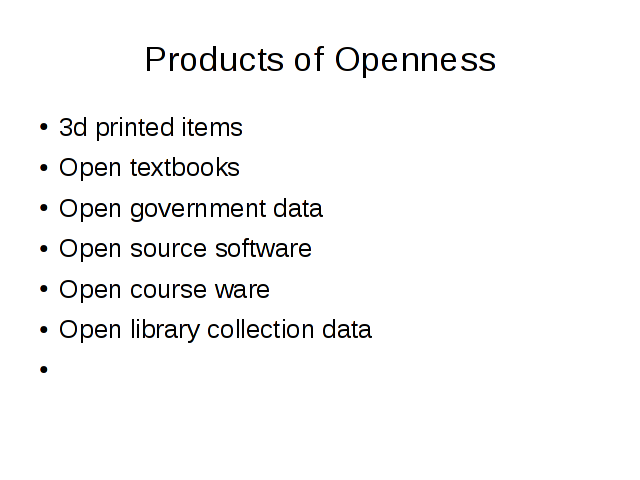 Products of Openness
• 3d printed items
• Open textbooks
• Open government data
• Open source software
• Open course ware
• Open library collection data
•